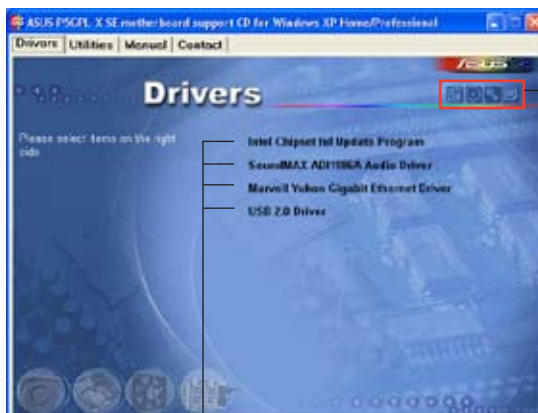 ASUS P5GPL-X SE motherboard support CD for Windows XP Home/Professional
Drivers Utilities Manual Contact
Drivers
Please select items on the right side
Intel Chipset Inf Update Program
SoundMAX ADI1986A Audio Driver
Marvell Yukon Gigabit Ethernet Driver
USB 2.0 Driver